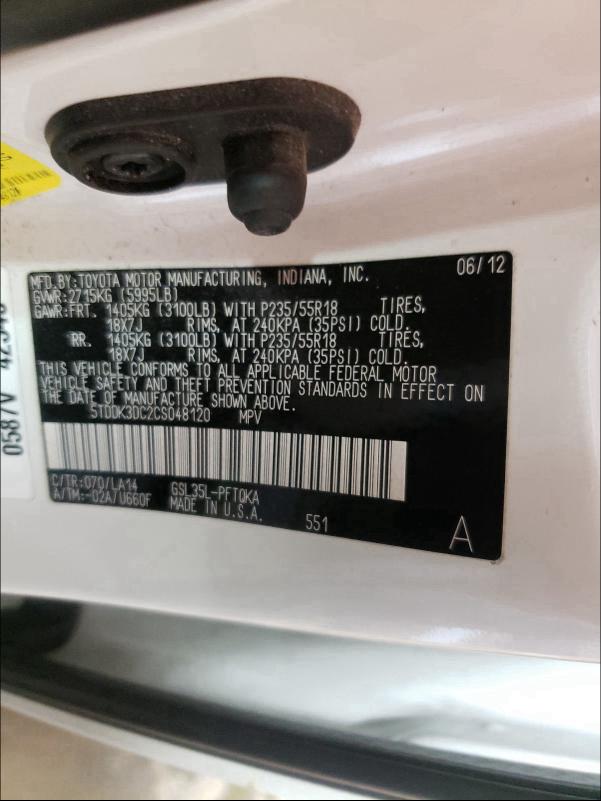 MFD.BY:TOYOTA MOTOR MANUFACTURING, INDIANA, INC. 06/12
GVWR:2715KG (5995LB)
GAWR:FRT. 1405KG (3100LB) WITH P235/55R18 TIRES,
18X7J RIMS, AT 240KPA (35PSI) COLD.
RR. 1405KG (3100LB) WITH P235/55R18 TIRES,
18X7J RIMS, AT 240KPA (35PSI) COLD.
THIS VEHICLE CONFORMS TO ALL APPLICABLE FEDERAL MOTOR
VEHICLE SAFETY AND THEFT PREVENTION STANDARDS IN EFFECT ON
THE DATE OF MANUFACTURE SHOWN ABOVE.
5TDDK3DC2CS048120 MPV
C/TR:070/LA14 GSL35L-PFTQKA
A/TM:-02A/U660F MADE IN U.S.A. 551 A
0587V